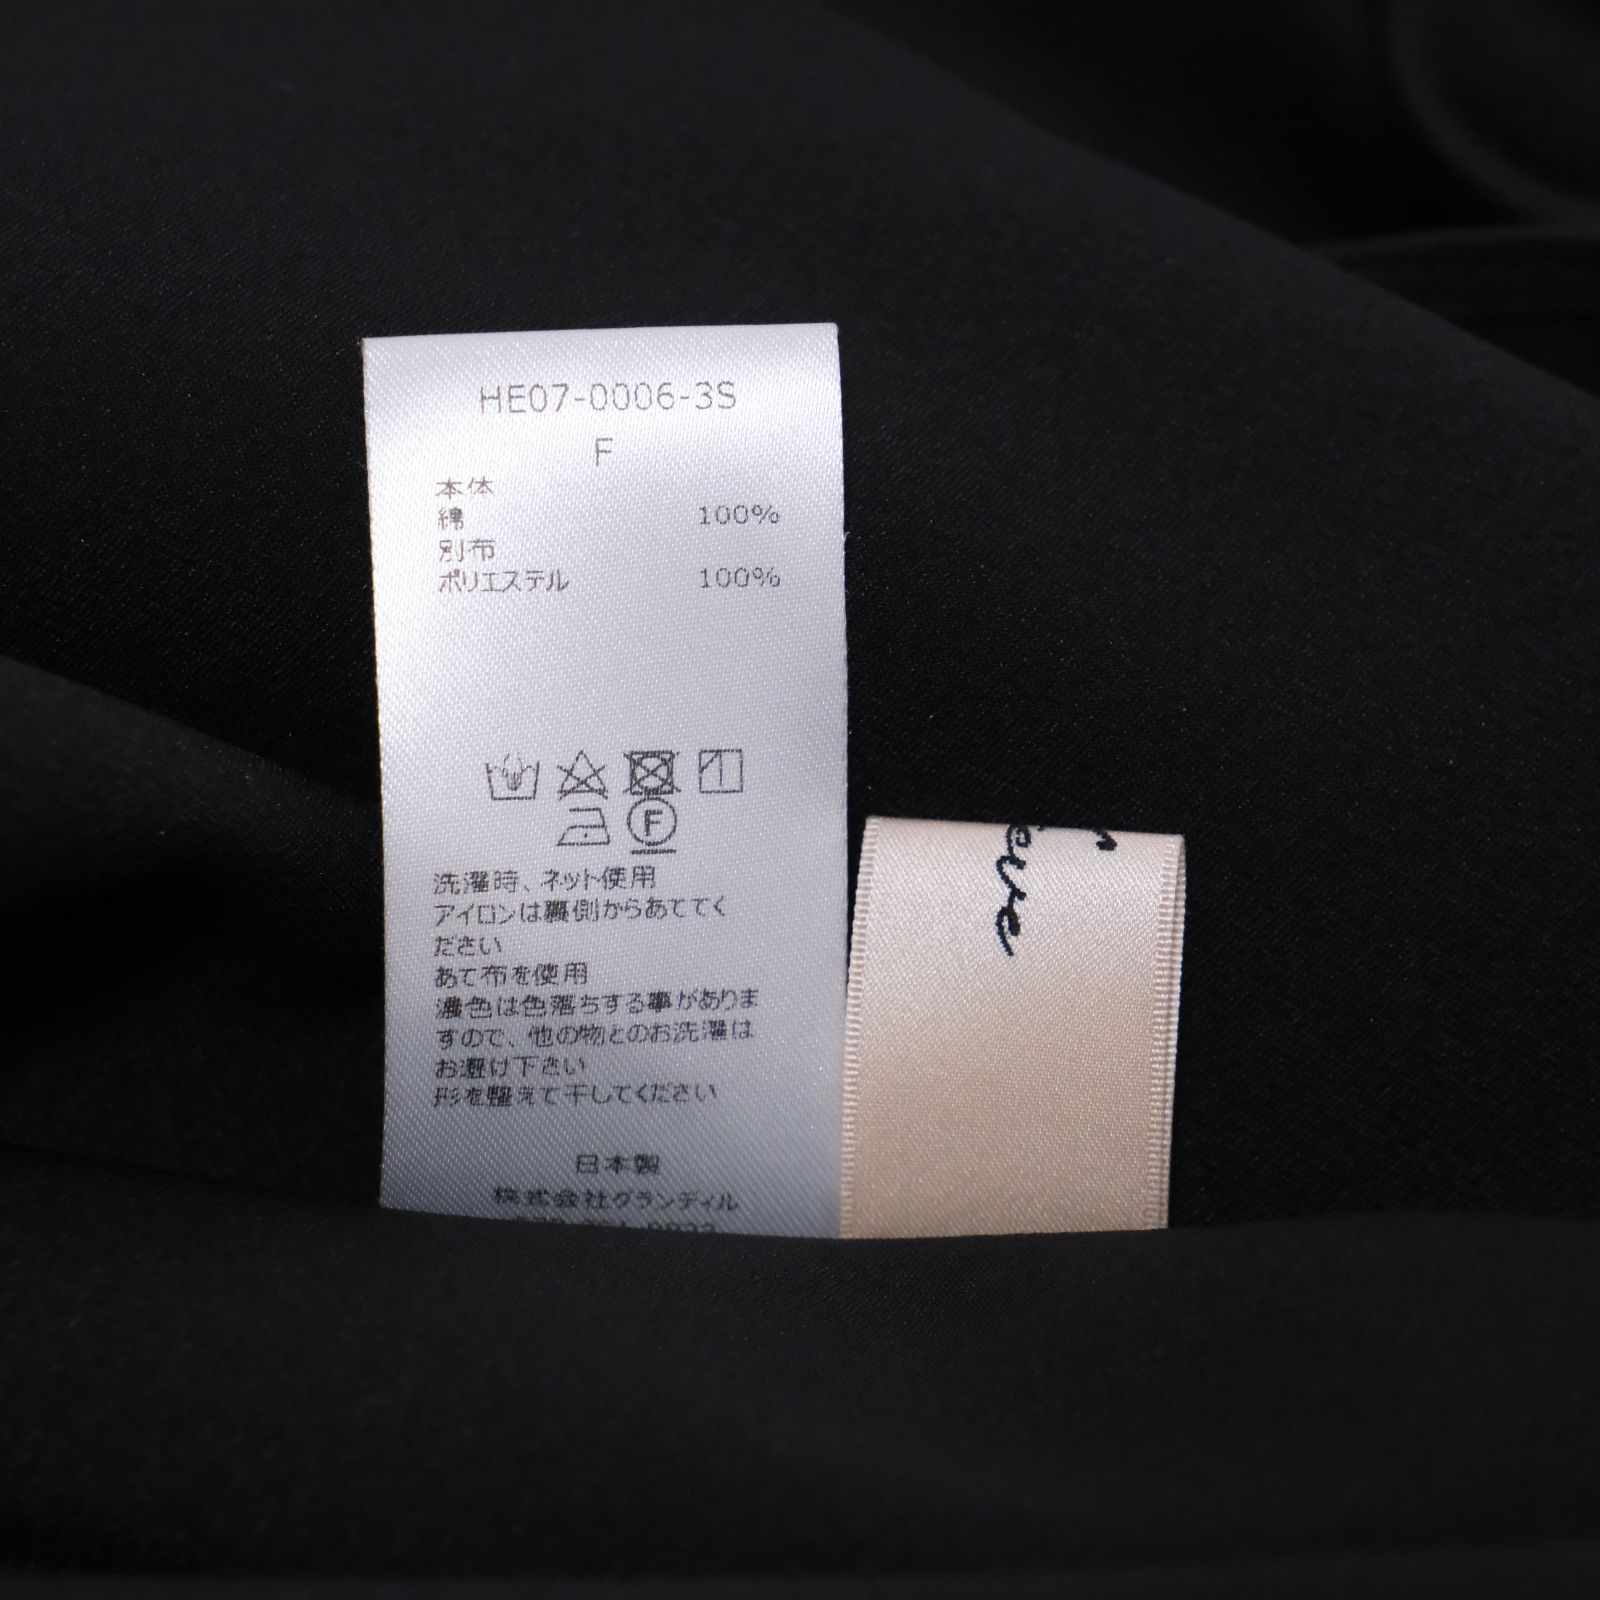 HE07-0006-3S
F
本体
綿 100%
別布
ポリエステル 100%
F
洗濯時、ネット使用
アイロンは裏側からあててく
ださい
あて布を使用
濃色は色落ちする事がありま
すので、他の物とのお洗濯は
お避け下さい
形を整えて干してください
日本製
株式会社グランディル